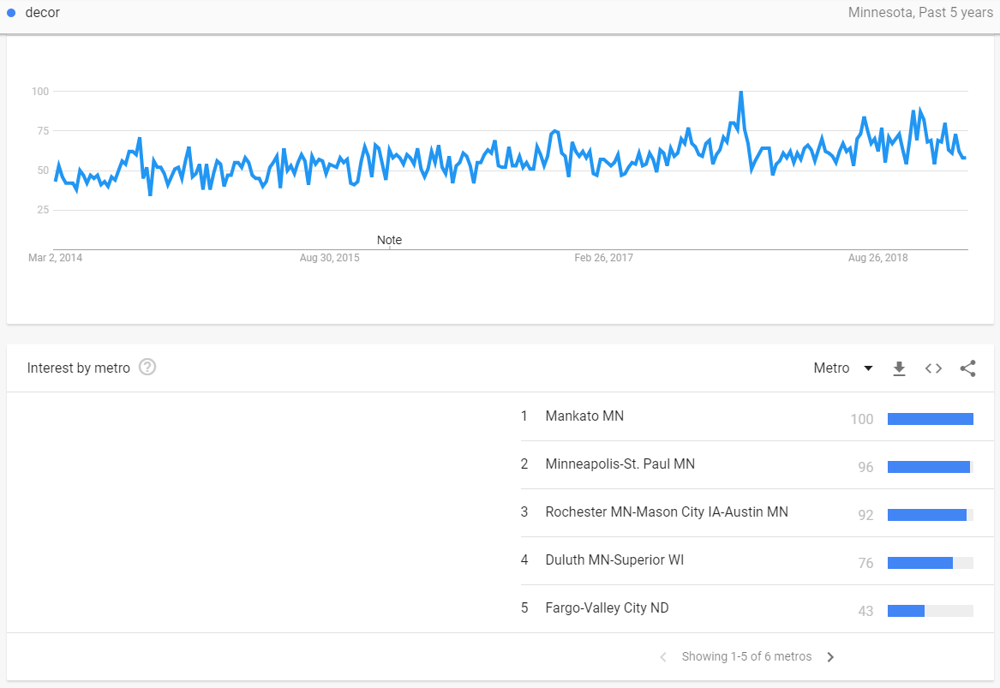 decor Minnesota, Past 5 years
100
75
50
25
Note
Mar 2, 2014 Aug 30, 2015 Feb 26, 2017 Aug 26, 2018
Interest by metro ? Metro
1 Mankato MN 100
2 Minneapolis-St. Paul MN 96
3 Rochester MN-Mason City IA-Austin MN 92
4 Duluth MN-Superior WI 76
5 Fargo-Valley City ND 43
Showing 1-5 of 6 metros